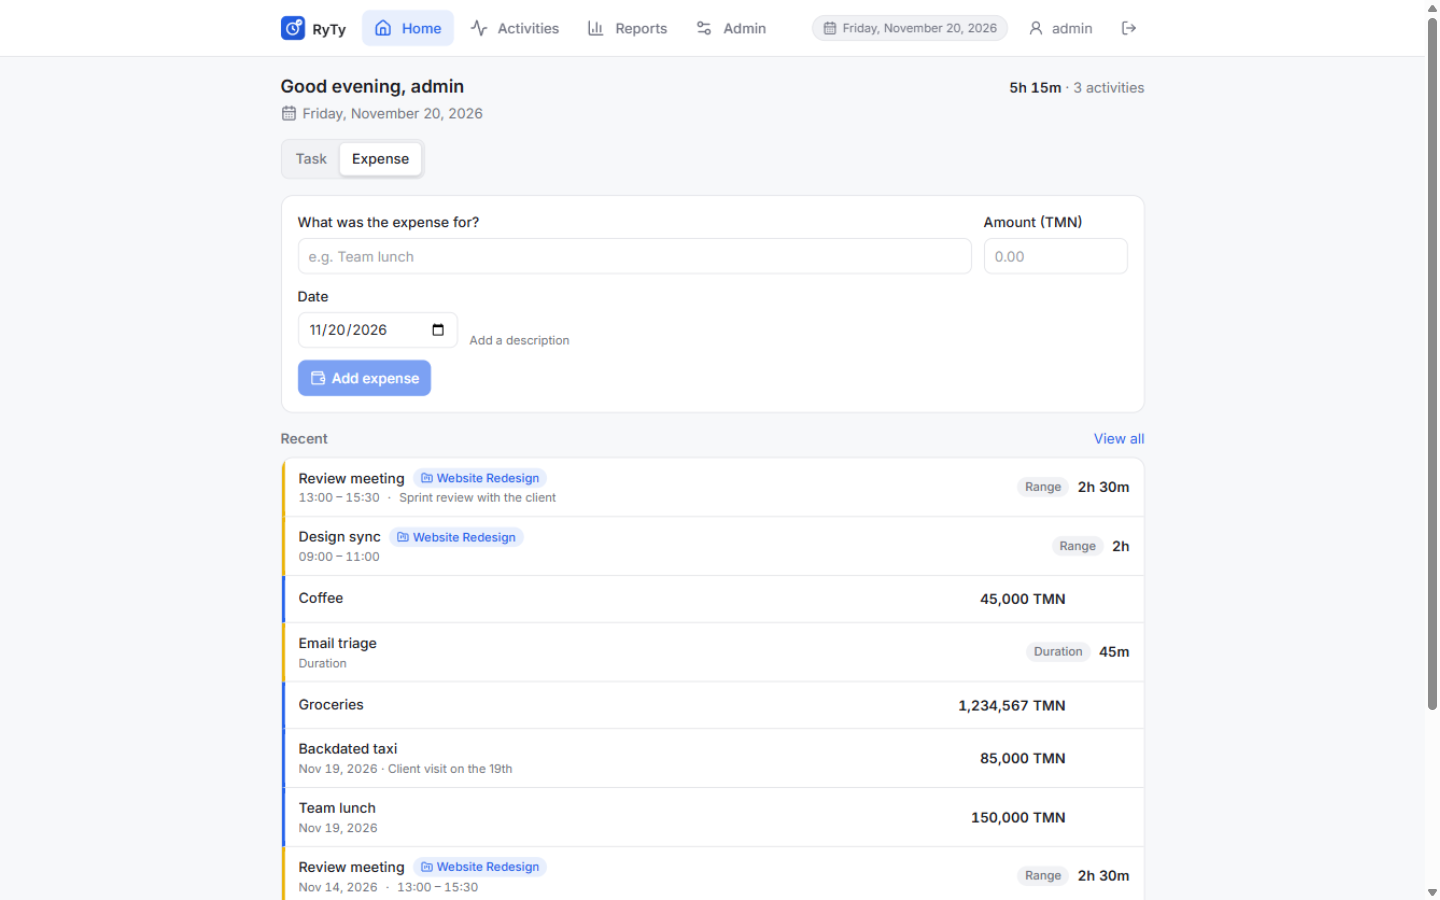 RyTy Home Activities Reports Admin Friday, November 20, 2026 admin
Good evening, admin
5h 15m · 3 activities
Friday, November 20, 2026
Task Expense
What was the expense for? Amount (TMN)
e.g. Team lunch 0.00
Date
11/20/2026 Add a description
Add expense
Recent View all
Review meeting Website Redesign
13:00 – 15:30 · Sprint review with the client
Range 2h 30m
Design sync Website Redesign
09:00 – 11:00
Range 2h
Coffee 45,000 TMN
Email triage
Duration
Duration 45m
Groceries 1,234,567 TMN
Backdated taxi
Nov 19, 2026 · Client visit on the 19th
85,000 TMN
Team lunch
Nov 19, 2026
150,000 TMN
Review meeting Website Redesign
Nov 14, 2026 · 13:00 – 15:30
Range 2h 30m